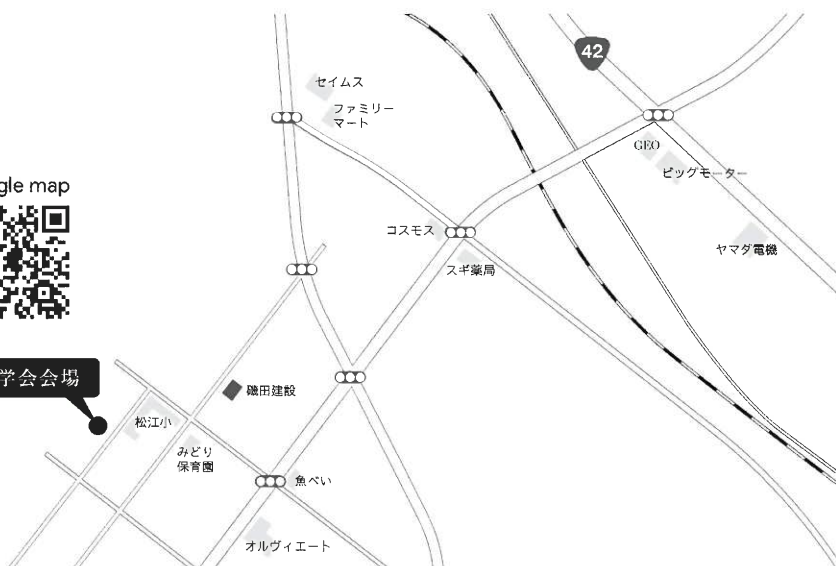 42
セイムス
ファミリー
マート
GEO
ビッグモーター
gle map
コスモス
スギ薬局
ヤマダ電機
学会会場
磯田建設
松江小
みどり
保育園
魚べい
オルヴィエート